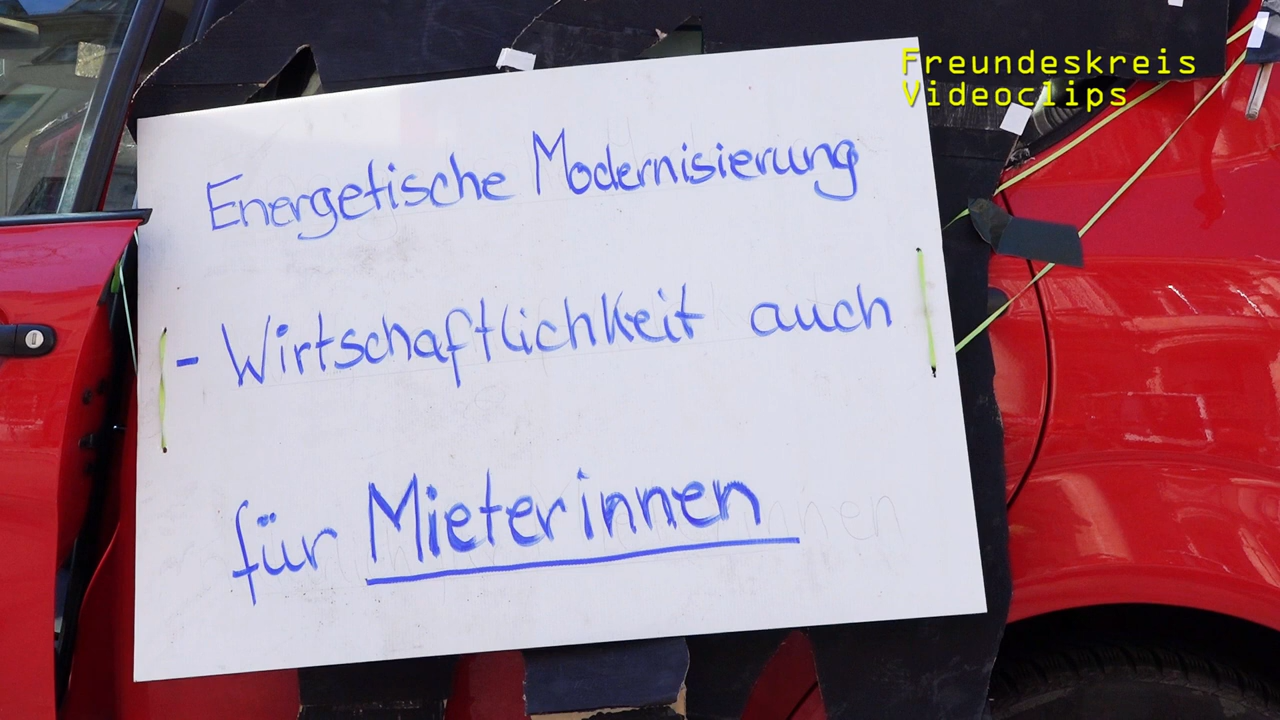 Freundeskreis
Videoclips
Energetische Modernisierung
- Wirtschaftlichkeit auch
für Mieterinnen